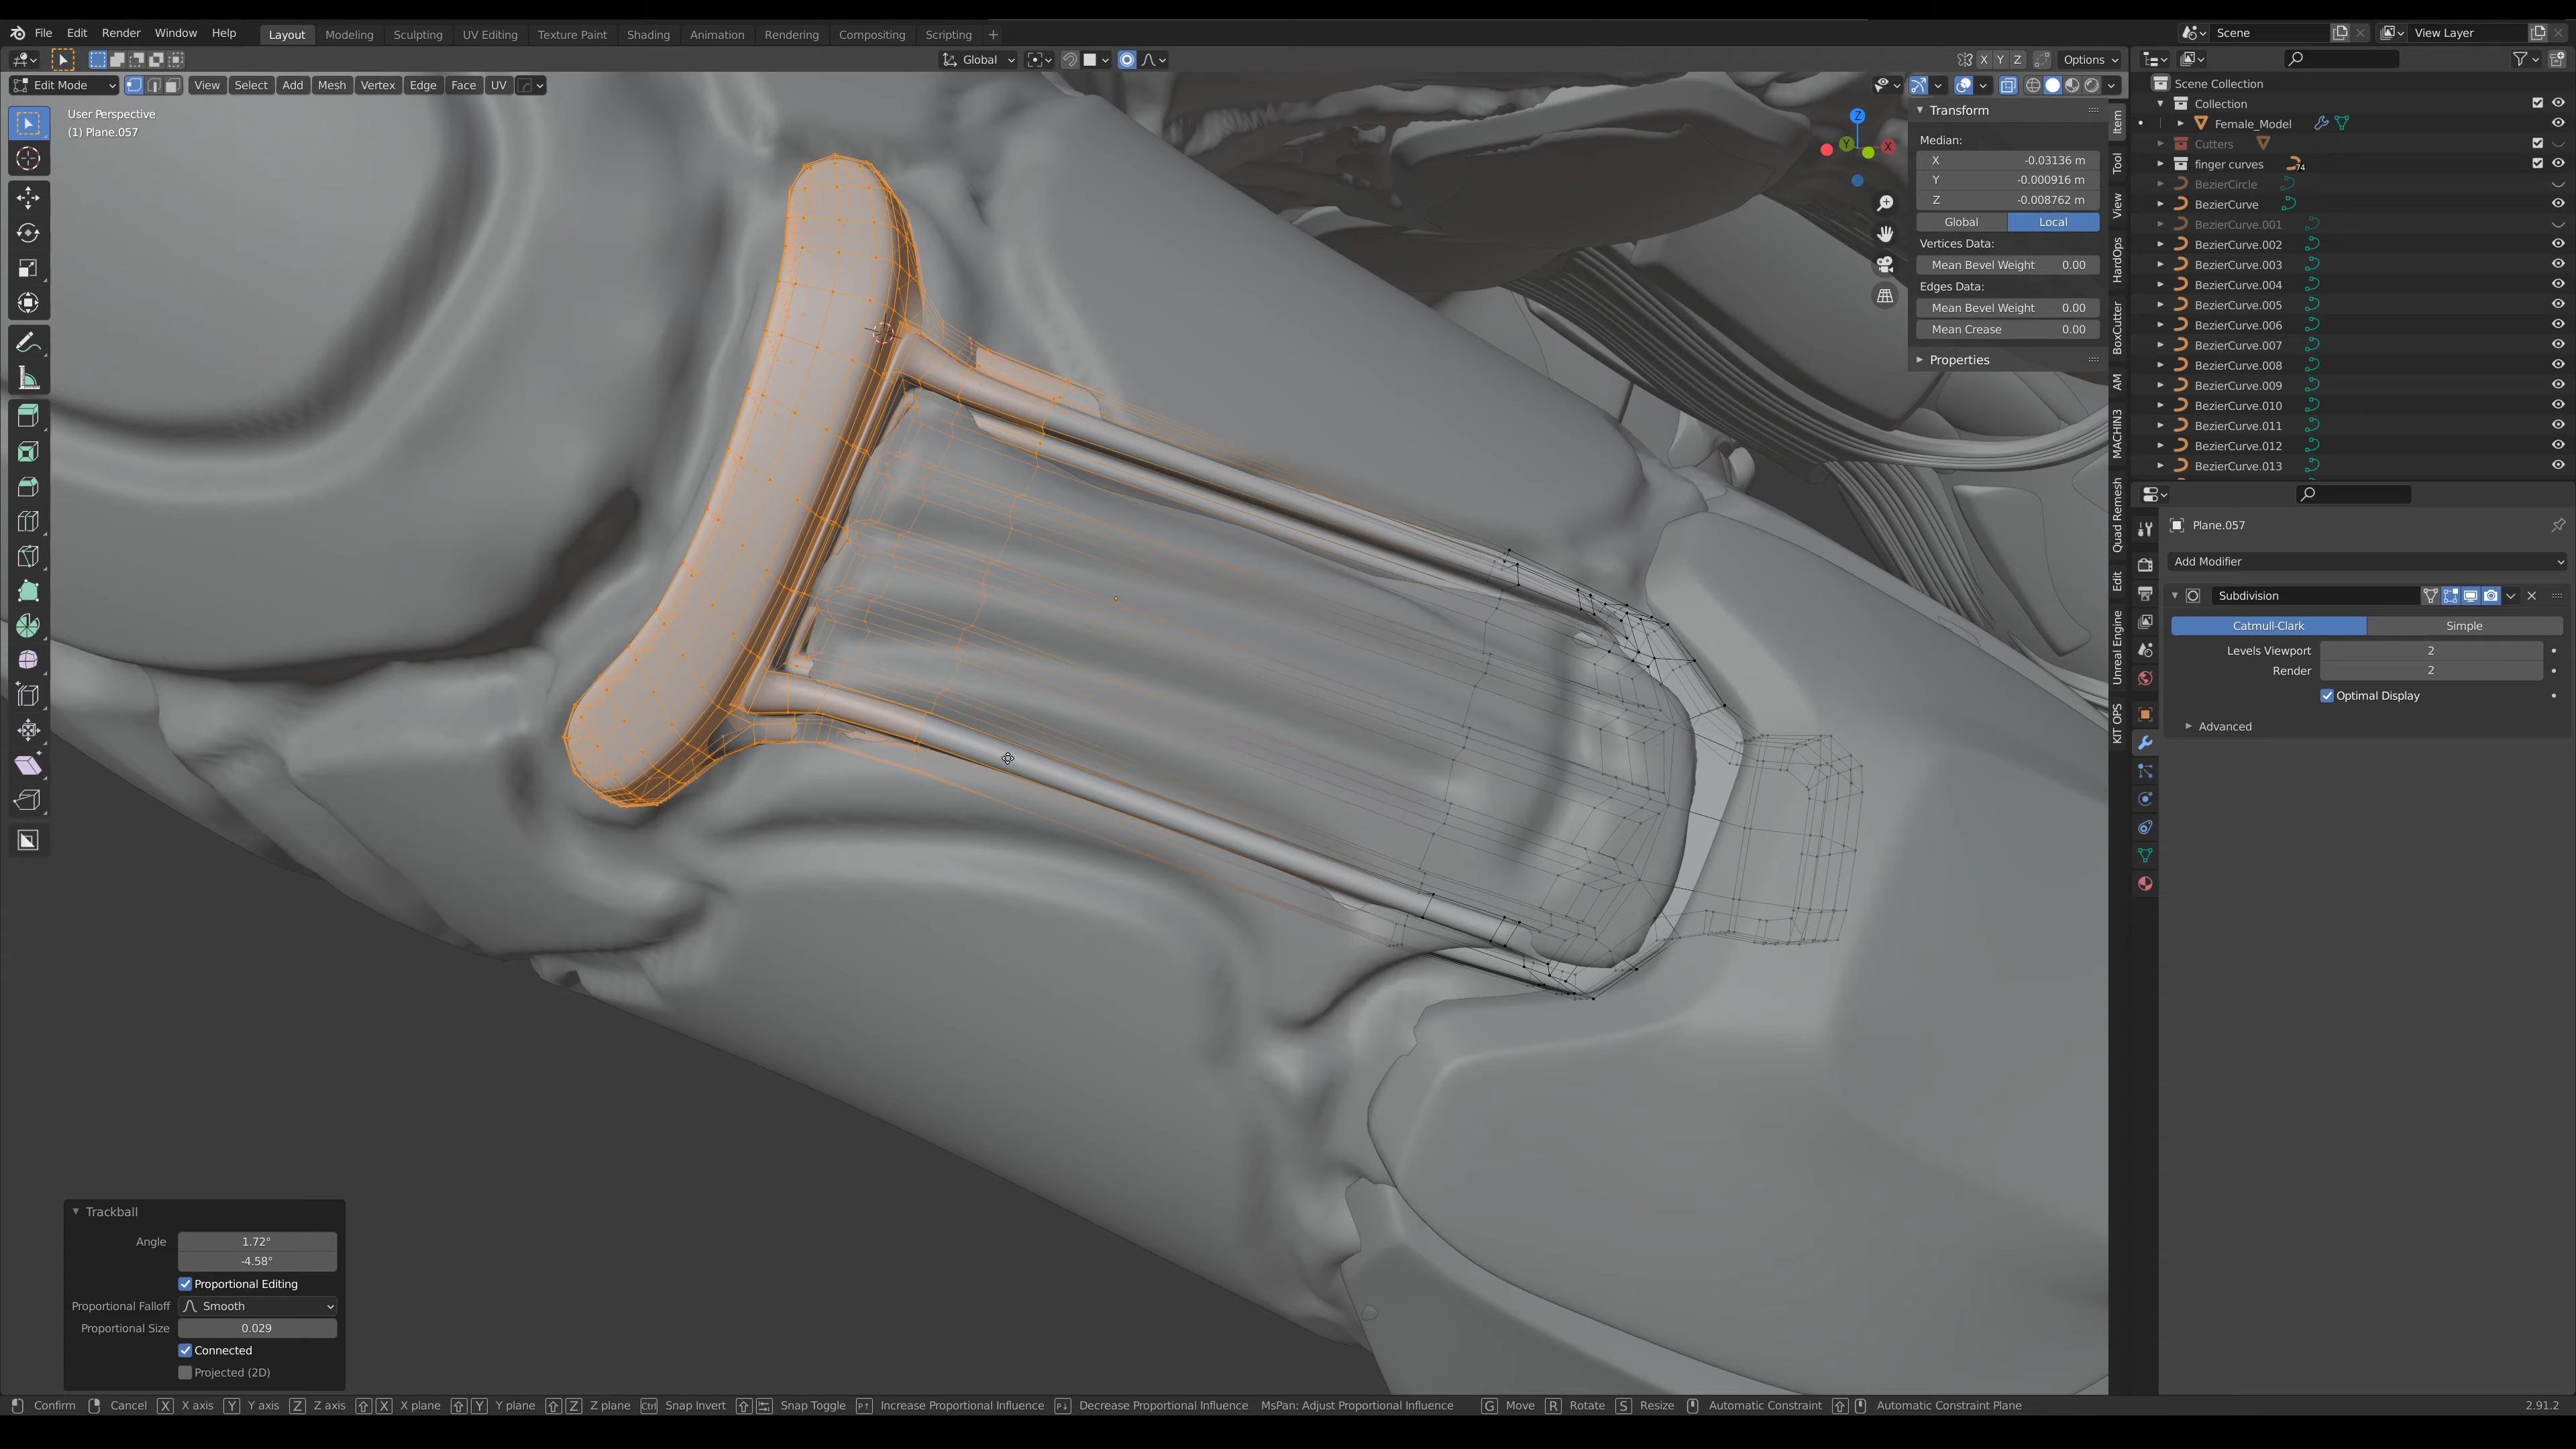 File Edit Render Window Help Layout Modeling Sculpting UV Editing Texture Paint Shading Animation Rendering Compositing Scripting + Scene View Layer
Global X Y Z Options
Edit Mode View Select Add Mesh Vertex Edge Face UV
User Perspective
(1) Plane.057
Z
Y
X
Transform
Median:
X -0.03136 m
Y -0.000916 m
Z -0.008762 m
Global Local
Vertices Data:
Mean Bevel Weight 0.00
Edges Data:
Mean Bevel Weight 0.00
Mean Crease 0.00
Properties
Item
Tool
View
HardOps
BoxCutter
AM
MACHIN3
Quad Remesh
Edit
Unreal Engine
KIT OPS
Scene Collection
Collection
Female_Model
Cutters
finger curves 74
BezierCircle
BezierCurve
BezierCurve.001
BezierCurve.002
BezierCurve.003
BezierCurve.004
BezierCurve.005
BezierCurve.006
BezierCurve.007
BezierCurve.008
BezierCurve.009
BezierCurve.010
BezierCurve.011
BezierCurve.012
BezierCurve.013
Plane.057
Add Modifier
Subdivision
Catmull-Clark Simple
Levels Viewport 2
Render 2
Optimal Display
Advanced
Trackball
Angle 1.72°
-4.58°
Proportional Editing
Proportional Falloff Smooth
Proportional Size 0.029
Connected
Projected (2D)
Confirm Cancel X X axis Y Y axis Z Z axis X X plane Y Y plane Z Z plane Ctrl Snap Invert Snap Toggle Increase Proportional Influence Decrease Proportional Influence MsPan: Adjust Proportional Influence G Move R Rotate S Resize Automatic Constraint Automatic Constraint Plane 2.91.2